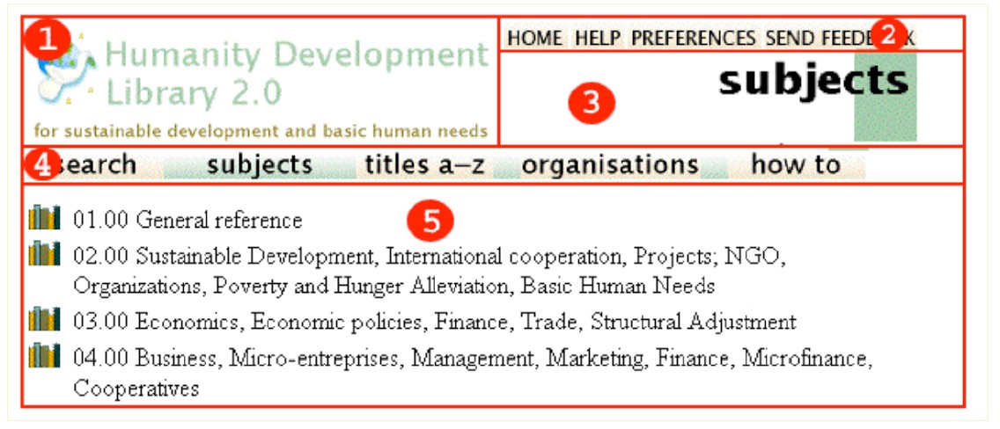 1
Humanity Development
Library 2.0
for sustainable development and basic human needs
HOME HELP PREFERENCES SEND 2
subjects
3
4 search subjects titles a–z organisations how to
5
01.00 General reference
02.00 Sustainable Development, International cooperation, Projects; NGO,
Organizations, Poverty and Hunger Alleviation, Basic Human Needs
03.00 Economics, Economic policies, Finance, Trade, Structural Adjustment
04.00 Business, Micro-entreprises, Management, Marketing, Finance, Microfinance,
Cooperatives